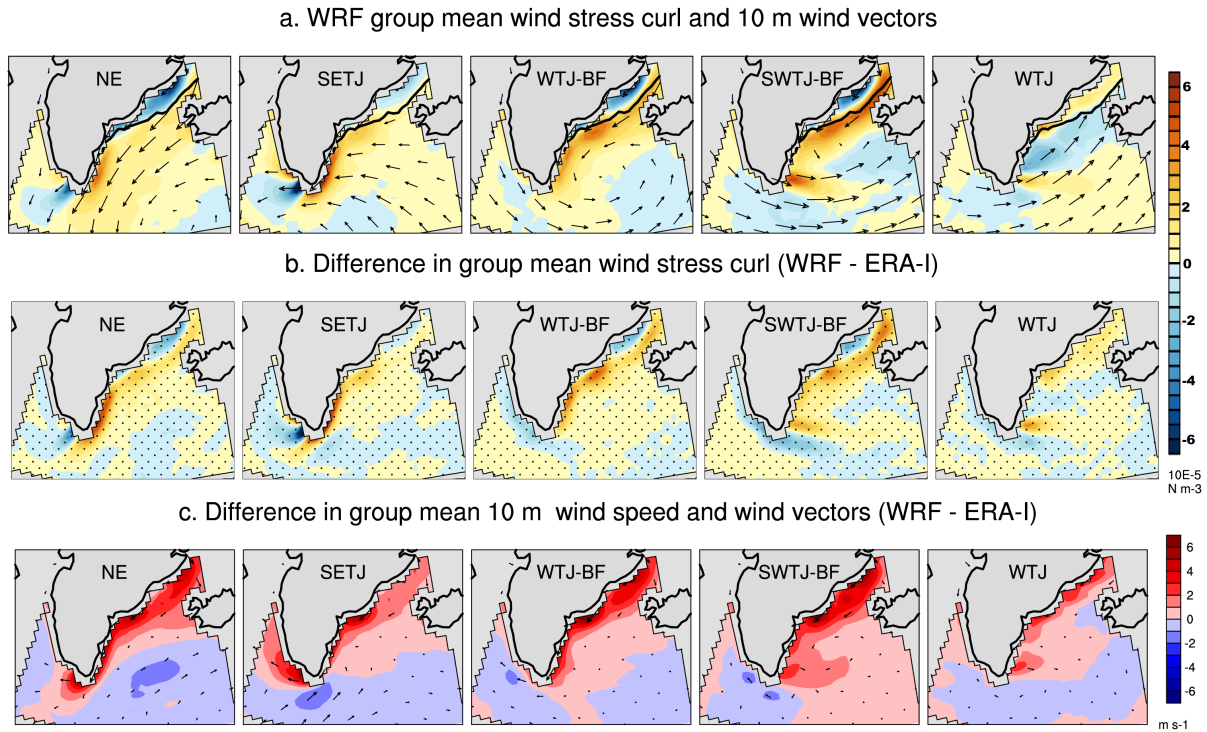 a. WRF group mean wind stress curl and 10 m wind vectors
NE SETJ WTJ-BF SWTJ-BF WTJ
6
4
2
0
-2
-4
-6
10E-5
N m-3
b. Difference in group mean wind stress curl (WRF - ERA-I)
NE SETJ WTJ-BF SWTJ-BF WTJ
c. Difference in group mean 10 m wind speed and wind vectors (WRF - ERA-I)
NE SETJ WTJ-BF SWTJ-BF WTJ
6
4
2
0
-2
-4
-6
m s-1